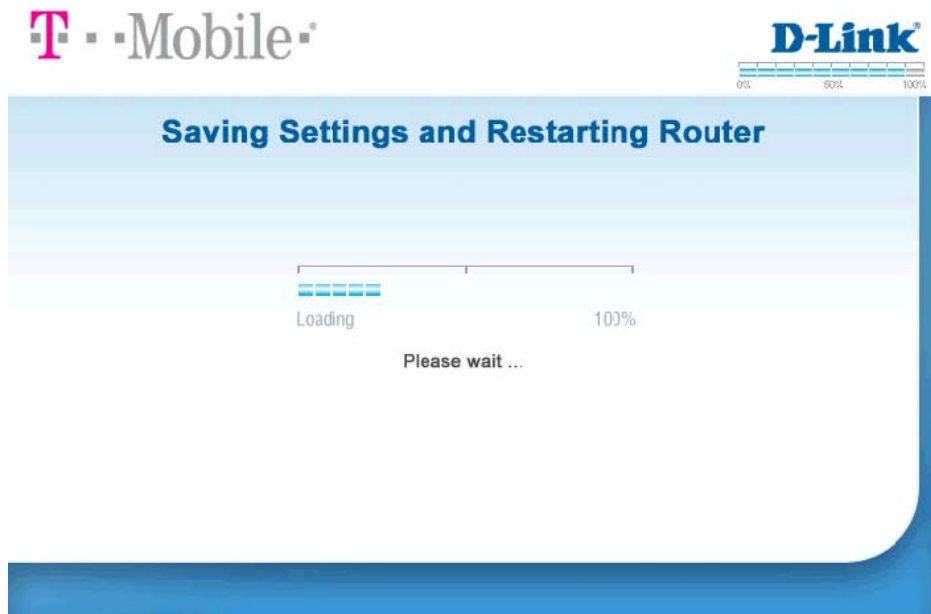 T··Mobile·
D-Link
0% 50% 100%
Saving Settings and Restarting Router
Loading 100%
Please wait ...